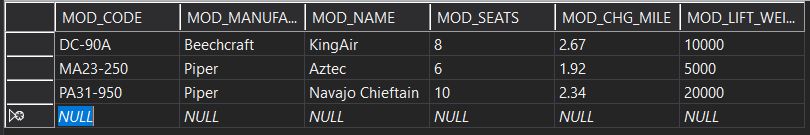 MOD_CODE MOD_MANUFA... MOD_NAME MOD_SEATS MOD_CHG_MILE MOD_LIFT_WEI...
DC-90A Beechcraft KingAir 8 2.67 10000
MA23-250 Piper Aztec 6 1.92 5000
PA31-950 Piper Navajo Chieftain 10 2.34 20000
NULL NULL NULL NULL NULL NULL